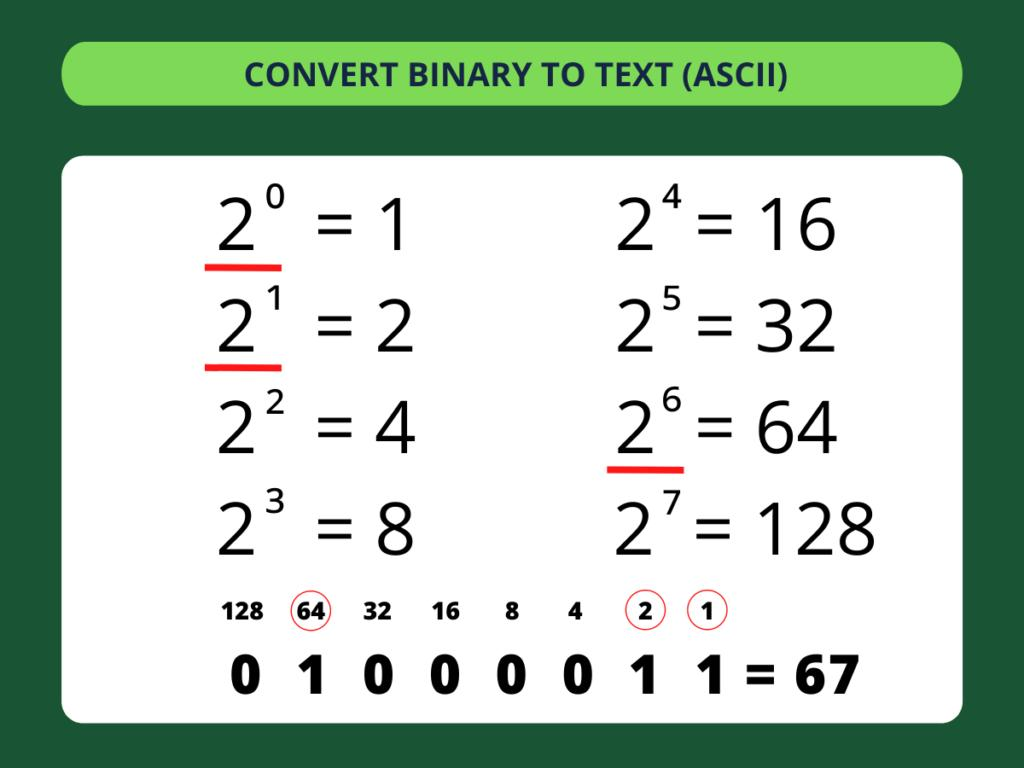 CONVERT BINARY TO TEXT (ASCII)
2⁰ = 1
2⁴ = 16
2¹ = 2
2⁵ = 32
2² = 4
2⁶ = 64
2³ = 8
2⁷ = 128
128 64 32 16 8 4 2 1
0 1 0 0 0 0 1 1 = 67